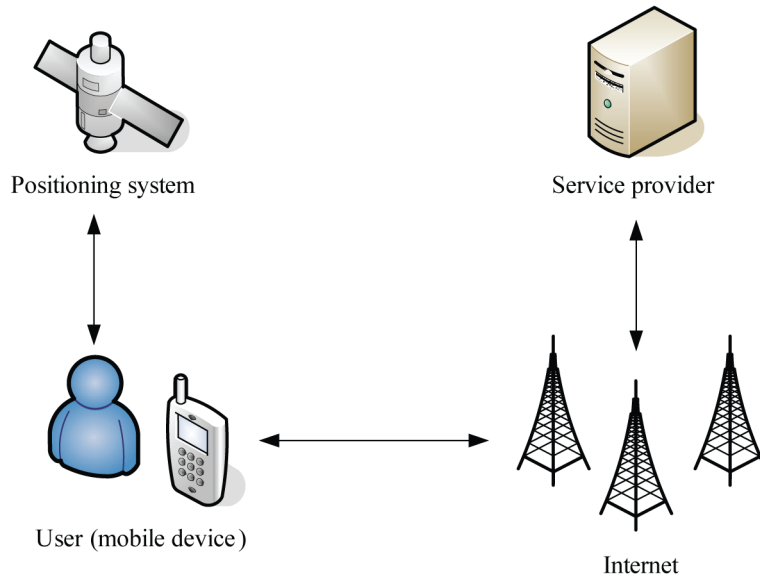 Positioning system
Service provider
User (mobile device)
Internet